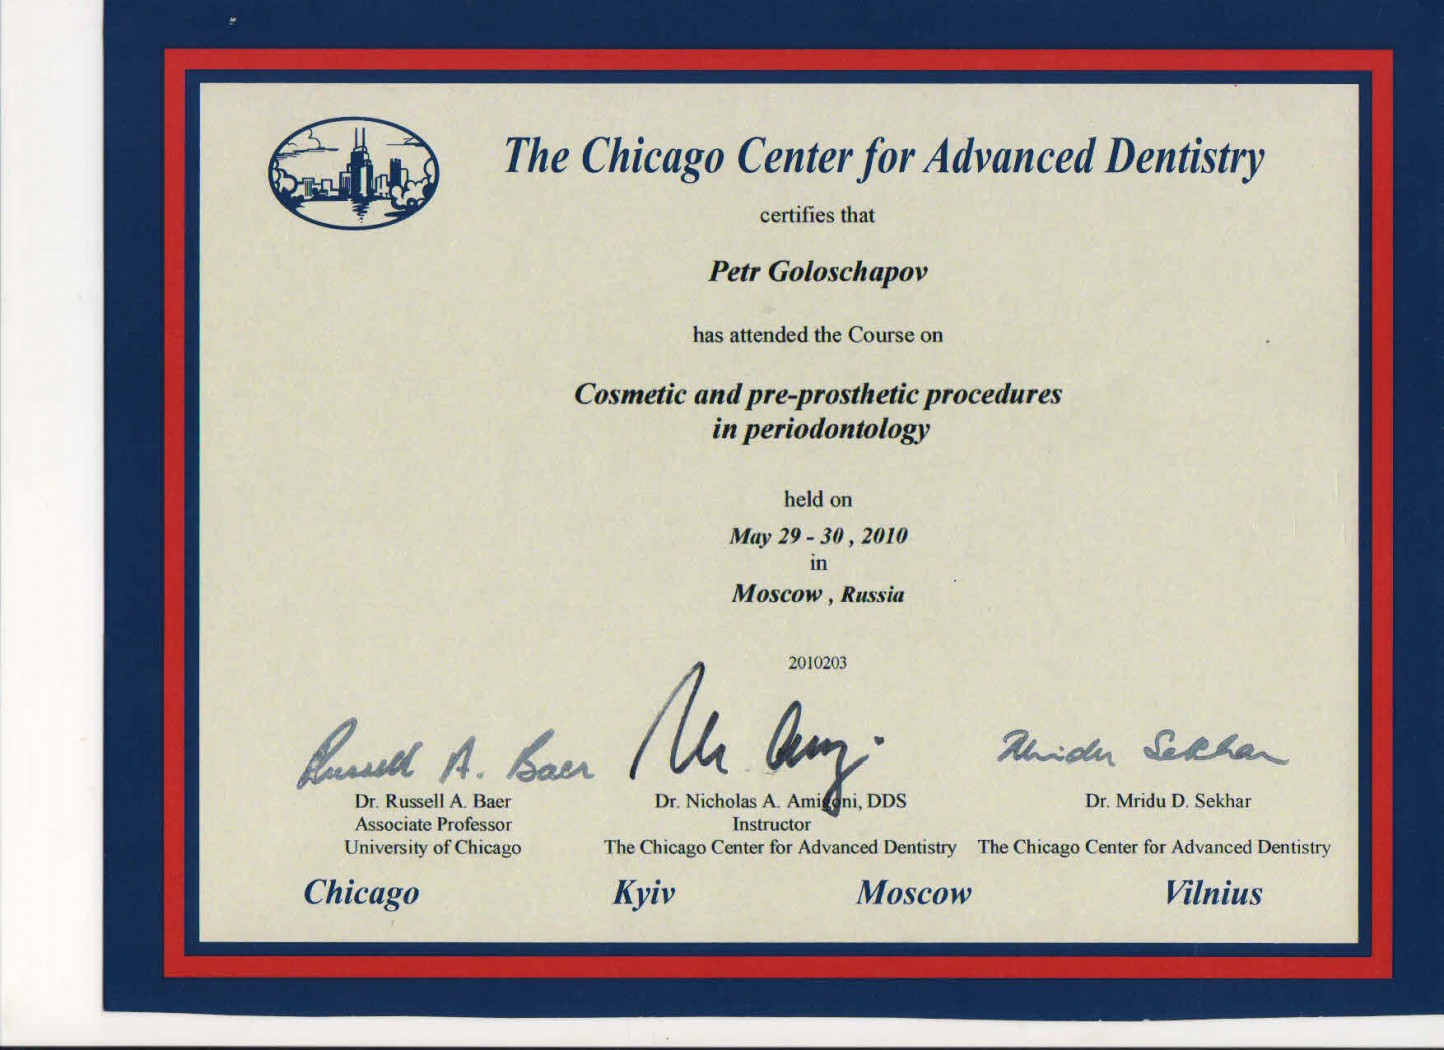 The Chicago Center for Advanced Dentistry
certifies that
Petr Goloschapov
has attended the Course on
Cosmetic and pre-prosthetic procedures
in periodontology
held on
May 29 - 30 , 2010
in
Moscow , Russia
2010203
Russell A. Baer
Mridu Sekhar
Dr. Russell A. Baer
Associate Professor
University of Chicago
Dr. Nicholas A. Amigoni, DDS
Instructor
The Chicago Center for Advanced Dentistry
Dr. Mridu D. Sekhar
The Chicago Center for Advanced Dentistry
Chicago Kyiv Moscow Vilnius